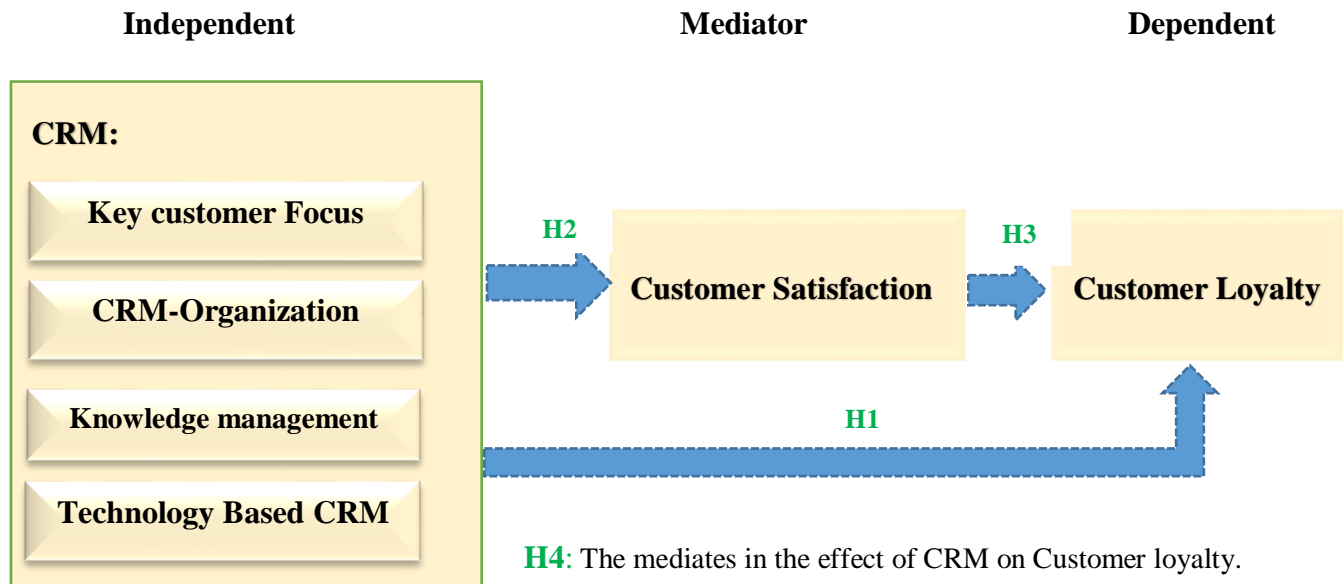 Independent Mediator Dependent
CRM:
Key customer Focus
CRM-Organization
Knowledge management
Technology Based CRM
H2
Customer Satisfaction
H3
Customer Loyalty
H1
H4: The mediates in the effect of CRM on Customer loyalty.